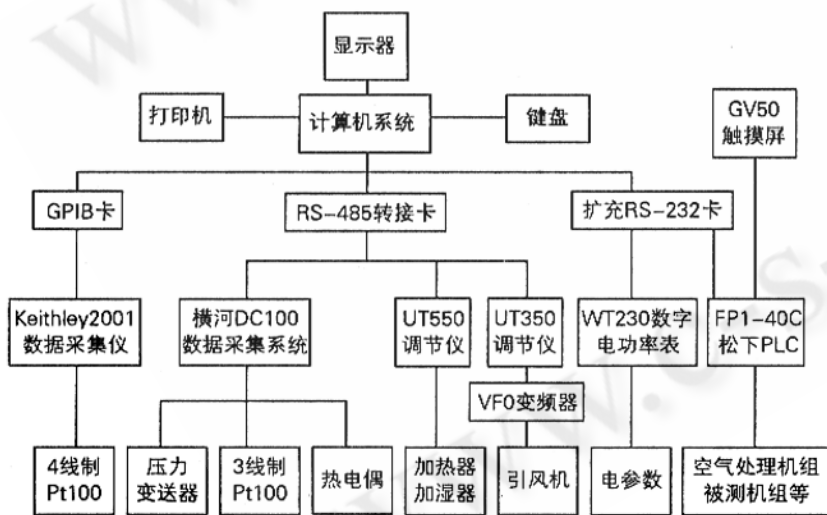 显示器
打印机
计算机系统
键盘
GV50
触摸屏
GPIB卡
RS-485转接卡
扩充RS-232卡
Keithley2001
数据采集仪
横河DC100
数据采集系统
UT550
调节仪
UT350
调节仪
WT230数字
电功率表
FP1-40C
松下PLC
VF0变频器
4线制
Pt100
压力
变送器
3线制
Pt100
热电偶
加热器
加湿器
引风机
电参数
空气处理机组
被测机组等